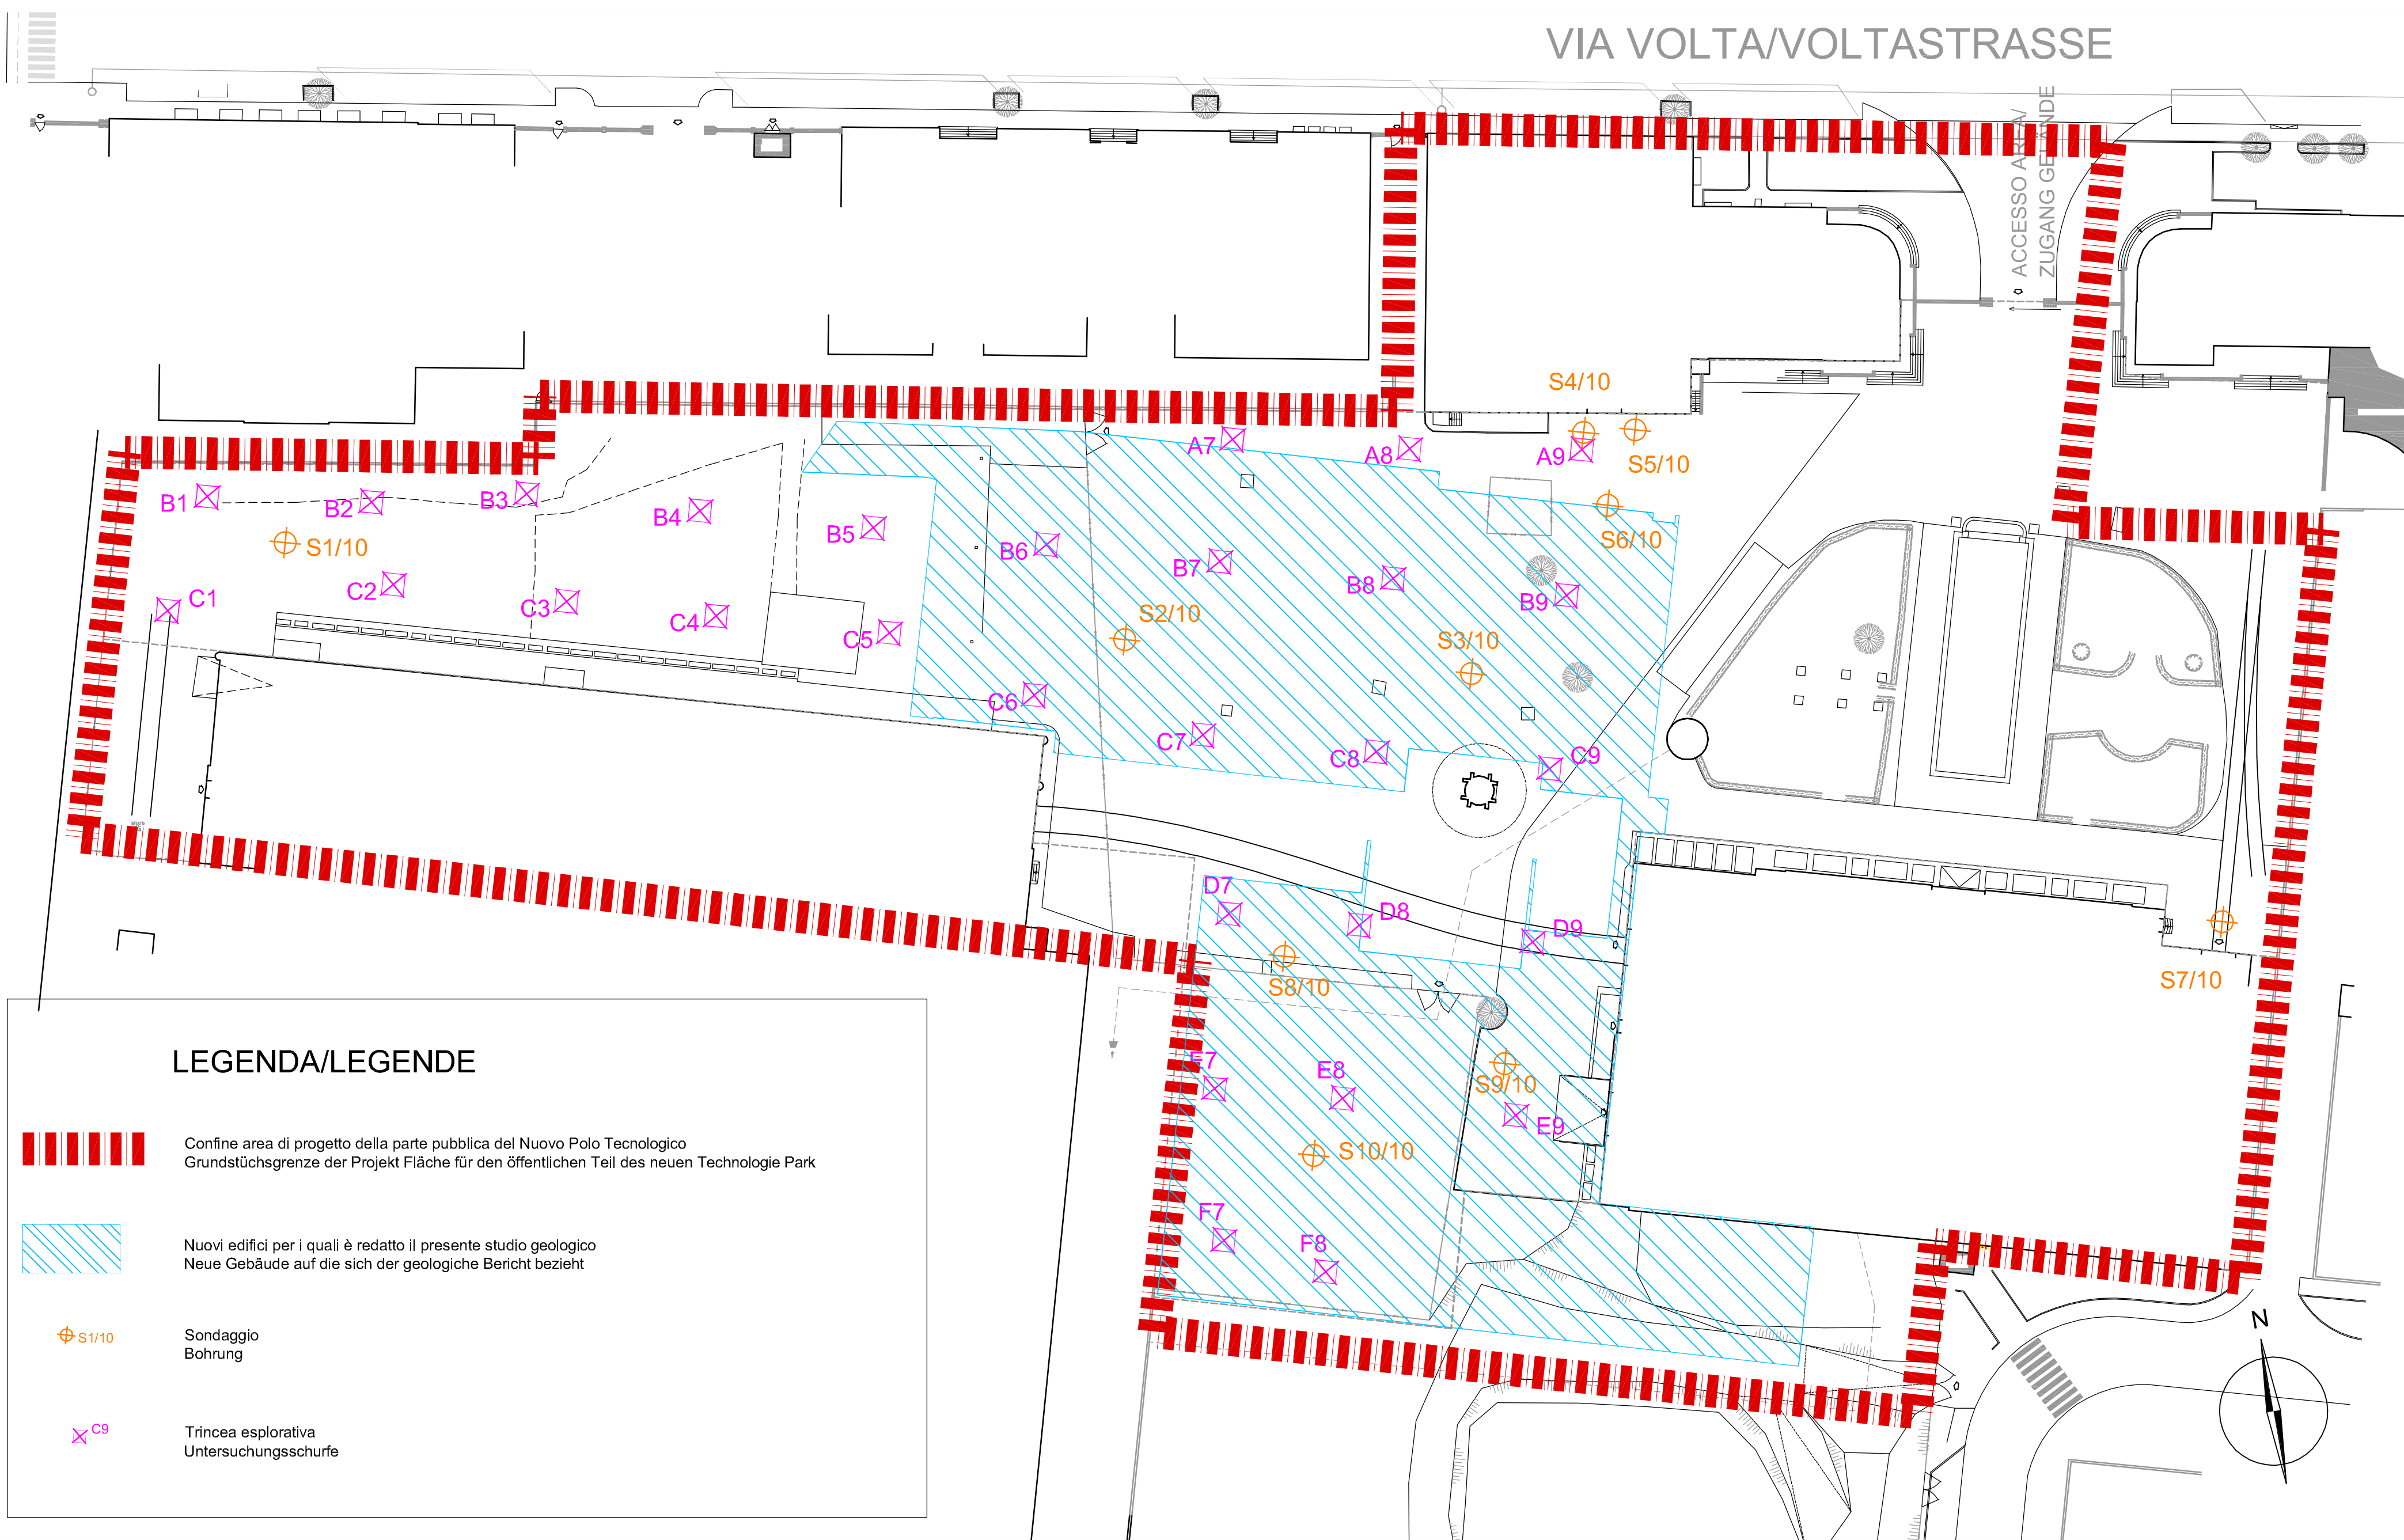 VIA VOLTA/VOLTASTRASSE
ACCESSO AREA/
ZUGANG GELÄNDE
S4/10
A7
A8
A9
S5/10
B1
B2
B3
B4
B5
B6
B7
B8
B9
S6/10
S1/10
C1
C2
C3
C4
C5
S2/10
S3/10
C6
C7
C8
C9
D7
D8
D9
S8/10
S7/10
E7
E8
S9/10
E9
S10/10
F7
F8
N
LEGENDA/LEGENDE
Confine area di progetto della parte pubblica del Nuovo Polo Tecnologico
Grundstüchsgrenze der Projekt Fläche für den öffentlichen Teil des neuen Technologie Park
Nuovi edifici per i quali è redatto il presente studio geologico
Neue Gebäude auf die sich der geologiche Bericht bezieht
S1/10
Sondaggio
Bohrung
C9
Trincea esplorativa
Untersuchungsschurfe